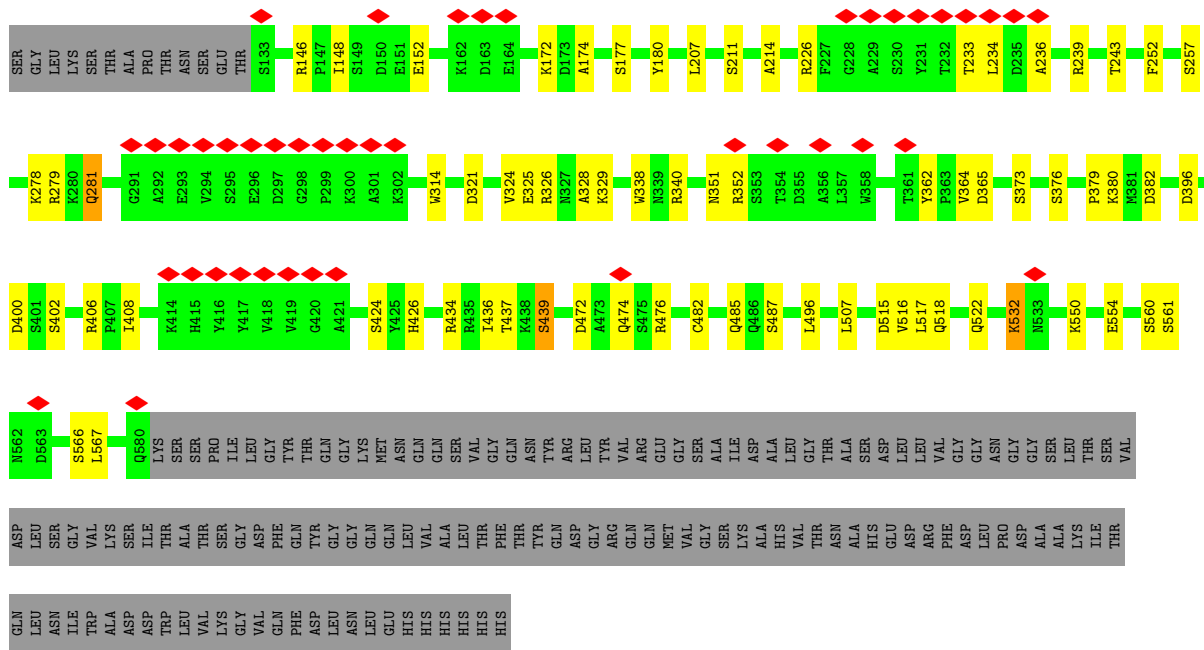 SER GLY LEU LYS SER THR ALA PRO THR ASN SER GLU THR S133 R146 P147 I148 S149 D150 E151 E152 K162 D163 E164 K172 D173 A174 S177 Y180 L207 S211 A214 R226 F227 G228 A229 S230 Y231 T232 T233 L234 D235 A236 R239 T243 F252 S257
K278 R279 K280 Q281 G291 A292 E293 V294 S295 E296 D297 G298 P299 K300 A301 K302 W314 D321 V324 E325 R326 N327 A328 K329 W338 N339 R340 N351 R352 S353 T354 D355 A356 L357 W358 T361 Y362 P363 V364 D365 S373 S376 P379 K380 M381 D382 D396
D400 S401 S402 R406 P407 I408 K414 H415 Y416 Y417 V418 V419 G420 A421 S424 Y425 H426 R434 R435 I436 T437 K438 S439 D472 A473 Q474 S475 R476 C482 Q485 Q486 S487 L496 L507 D515 V516 L517 Q518 Q522 K532 N533 K550 E554 S560 S561
N562 D563 S566 L567 Q580 LYS SER SER PRO ILE LEU GLY TYR THR GLN GLY LYS MET ASN GLN GLN SER VAL GLY GLN ASN TYR ARG LEU TYR VAL ARG GLU GLY SER ALA ILE ASP ALA LEU GLY THR ALA SER ASP LEU LEU VAL GLY GLY ASN GLY GLY SER LEU THR SER VAL
ASP LEU SER GLY VAL LYS SER ILE THR ALA THR SER GLY ASP PHE GLN TYR GLY GLY GLN GLN LEU VAL ALA LEU THR PHE THR TYR GLN ASP GLY ARG GLN GLN MET VAL GLY SER LYS ALA HIS VAL THR ASN ALA HIS GLU ASP ARG PHE ASP LEU PRO ASP ALA ALA LYS ILE THR
GLN LEU ASN ILE TRP ALA ASP ASP TRP LEU VAL LYS GLY VAL GLN PHE ASP LEU ASN LEU GLU HIS HIS HIS HIS HIS HIS